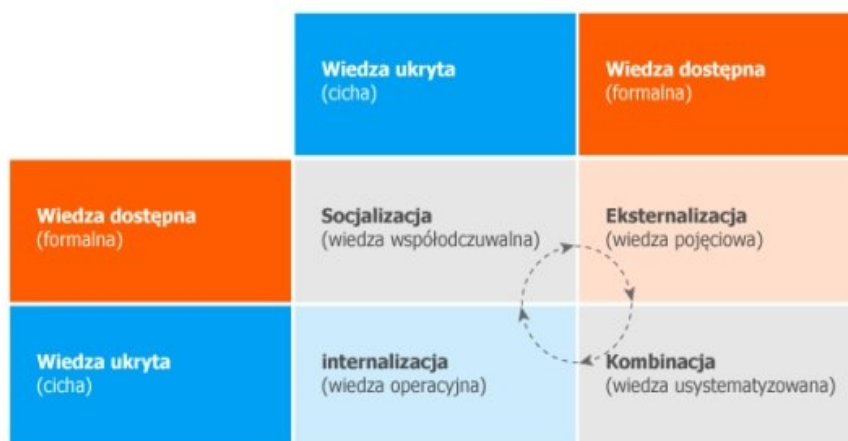 Wiedza ukryta
(cicha)
Wiedza dostępna
(formalna)
Wiedza dostępna
(formalna)
Socjalizacja
(wiedza współodczuwalna)
Eksternalizacja
(wiedza pojęciowa)
Wiedza ukryta
(cicha)
internalizacja
(wiedza operacyjna)
Kombinacja
(wiedza usystematyzowana)